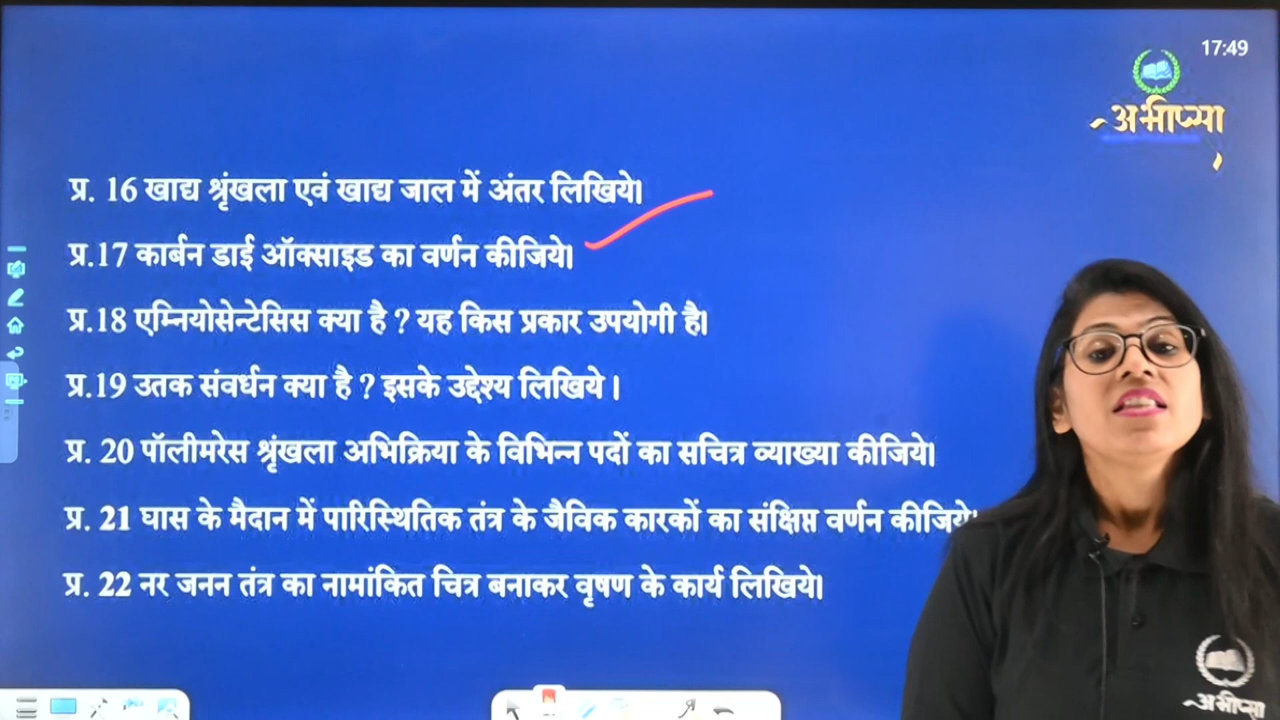 17:49
अभीप्सा
प्र. 16 खाद्य श्रृंखला एवं खाद्य जाल में अंतर लिखिये।
प्र.17 कार्बन डाई ऑक्साइड का वर्णन कीजिये।
प्र.18 एम्नियोसेन्टेसिस क्या है ? यह किस प्रकार उपयोगी है।
प्र.19 उतक संवर्धन क्या है ? इसके उद्देश्य लिखिये ।
प्र. 20 पॉलीमरेस श्रृंखला अभिक्रिया के विभिन्न पदों का सचित्र व्याख्या कीजिये।
प्र. 21 घास के मैदान में पारिस्थितिक तंत्र के जैविक कारकों का संक्षिप्त वर्णन कीजिये।
प्र. 22 नर जनन तंत्र का नामांकित चित्र बनाकर वृषण के कार्य लिखिये।
अभीप्सा